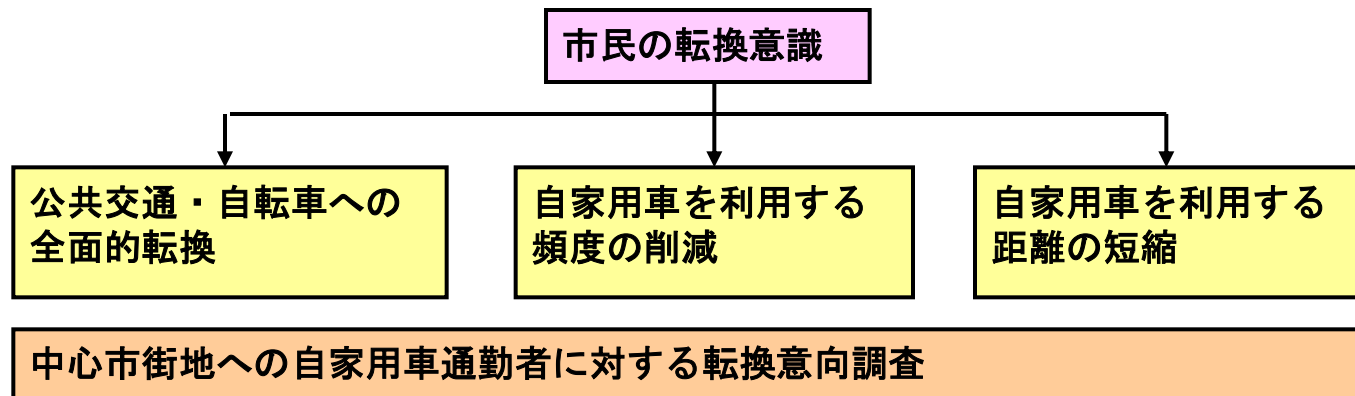 市民の転換意識
公共交通・自転車への
全面的転換
自家用車を利用する
頻度の削減
自家用車を利用する
距離の短縮
中心市街地への自家用車通勤者に対する転換意向調査